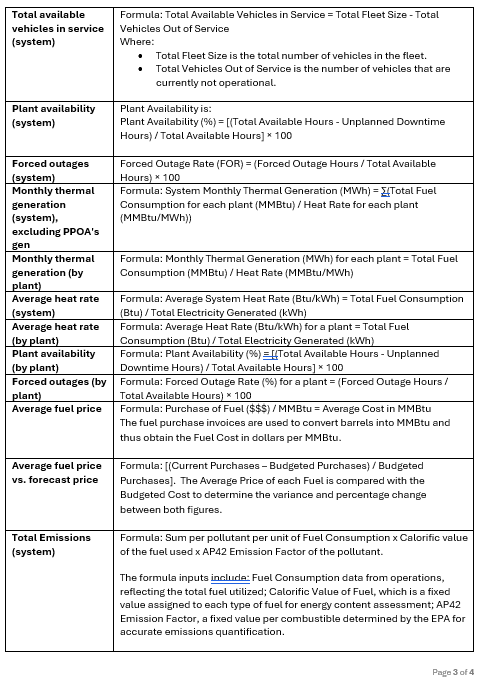 Total available
vehicles in service
(system)
Formula: Total Available Vehicles in Service = Total Fleet Size - Total
Vehicles Out of Service
Where:
• Total Fleet Size is the total number of vehicles in the fleet.
• Total Vehicles Out of Service is the number of vehicles that are
currently not operational.
Plant availability
(system)
Plant Availability is:
Plant Availability (%) = [(Total Available Hours - Unplanned Downtime
Hours) / Total Available Hours] * 100
Forced outages
(system)
Forced Outage Rate (FOR) = (Forced Outage Hours / Total Available
Hours) * 100
Monthly thermal
generation
(system),
excluding PPOA's
gen
Formula: System Monthly Thermal Generation (MWh) = ∑(Total Fuel
Consumption for each plant (MMBtu) / Heat Rate for each plant
(MMBtu/MWh))
Monthly thermal
generation (by
plant)
Formula: Monthly Thermal Generation (MWh) for each plant = Total Fuel
Consumption (MMBtu) / Heat Rate (MMBtu/MWh)
Average heat rate
(system)
Formula: Average System Heat Rate (Btu/kWh) = Total Fuel Consumption
(Btu) / Total Electricity Generated (kWh)
Average heat rate
(by plant)
Formula: Average Heat Rate (Btu/kWh) for a plant = Total Fuel
Consumption (Btu) / Total Electricity Generated (kWh)
Plant availability
(by plant)
Formula: Plant Availability (%) = [(Total Available Hours - Unplanned
Downtime Hours) / Total Available Hours] * 100
Forced outages (by
plant)
Formula: Forced Outage Rate (%) for a plant = (Forced Outage Hours /
Total Available Hours) * 100
Average fuel price
Formula: Purchase of Fuel ($$$) / MMBtu = Average Cost in MMBtu
The fuel purchase invoices are used to convert barrels into MMBtu and
thus obtain the Fuel Cost in dollars per MMBtu.
Average fuel price
vs. forecast price
Formula: [(Current Purchases – Budgeted Purchases) / Budgeted
Purchases]. The Average Price of each Fuel is compared with the
Budgeted Cost to determine the variance and percentage change
between both figures.
Total Emissions
(system)
Formula: Sum per pollutant per unit of Fuel Consumption x Calorific value
of the fuel used x AP42 Emission Factor of the pollutant.
The formula inputs include: Fuel Consumption data from operations,
reflecting the total fuel utilized; Calorific Value of Fuel, which is a fixed
value assigned to each type of fuel for energy content assessment; AP42
Emission Factor, a fixed value per combustible determined by the EPA for
accurate emissions quantification.
Page 3 of 4